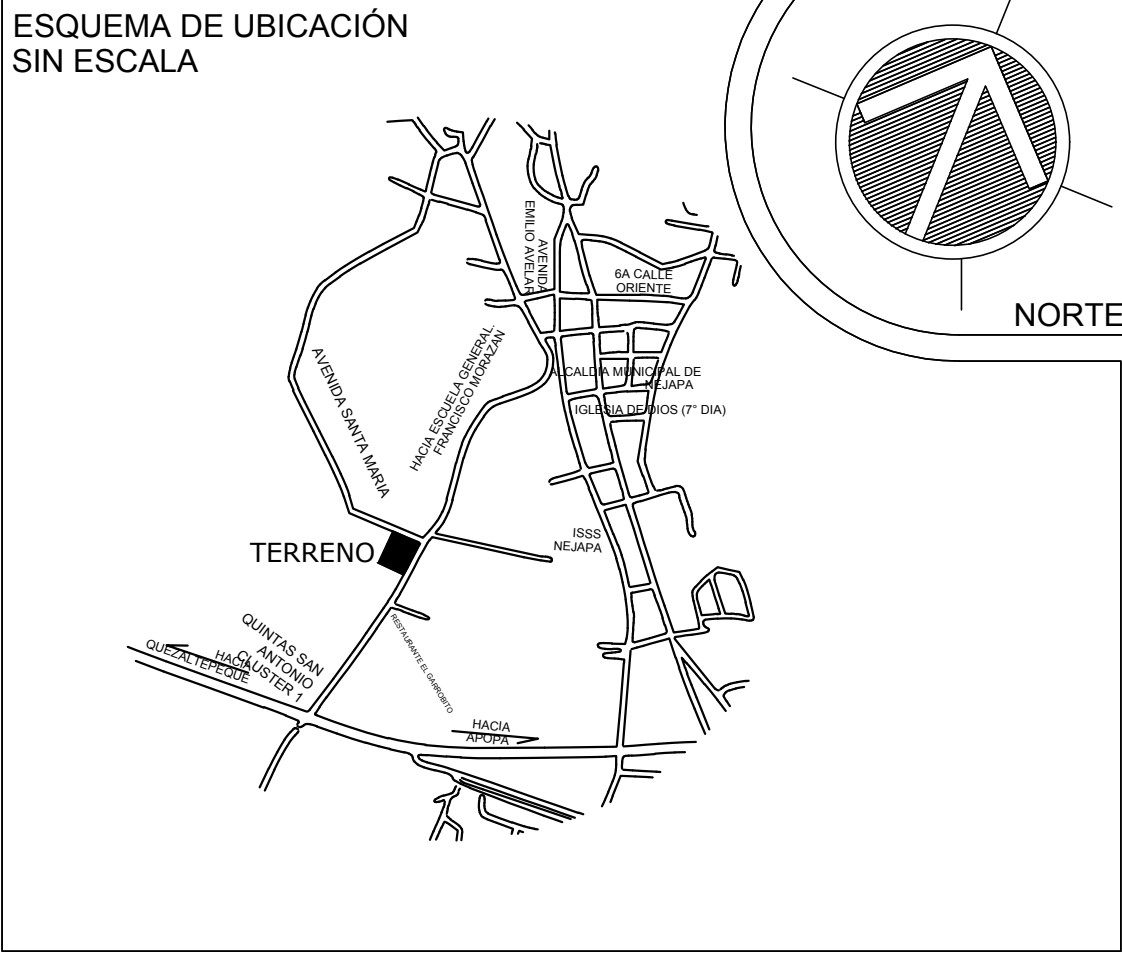 ESQUEMA DE UBICACIÓN
SIN ESCALA
NORTE
AVENIDA
EMILIO AVELAR
6A CALLE
ORIENTE
HACIA ESCUELA GENERAL.
FRANCISCO MORAZAN
AVENIDA SANTA MARIA
ALCALDIA MUNICIPAL DE
NEJAPA
IGLESIA DE DIOS (7° DIA)
ISSS
NEJAPA
TERRENO
QUINTAS SAN
ANTONIO
CLUSTER 1
HACIA
QUEZALTEPEQUE
RESTAURANTE EL GARROBITO
HACIA
APOPA